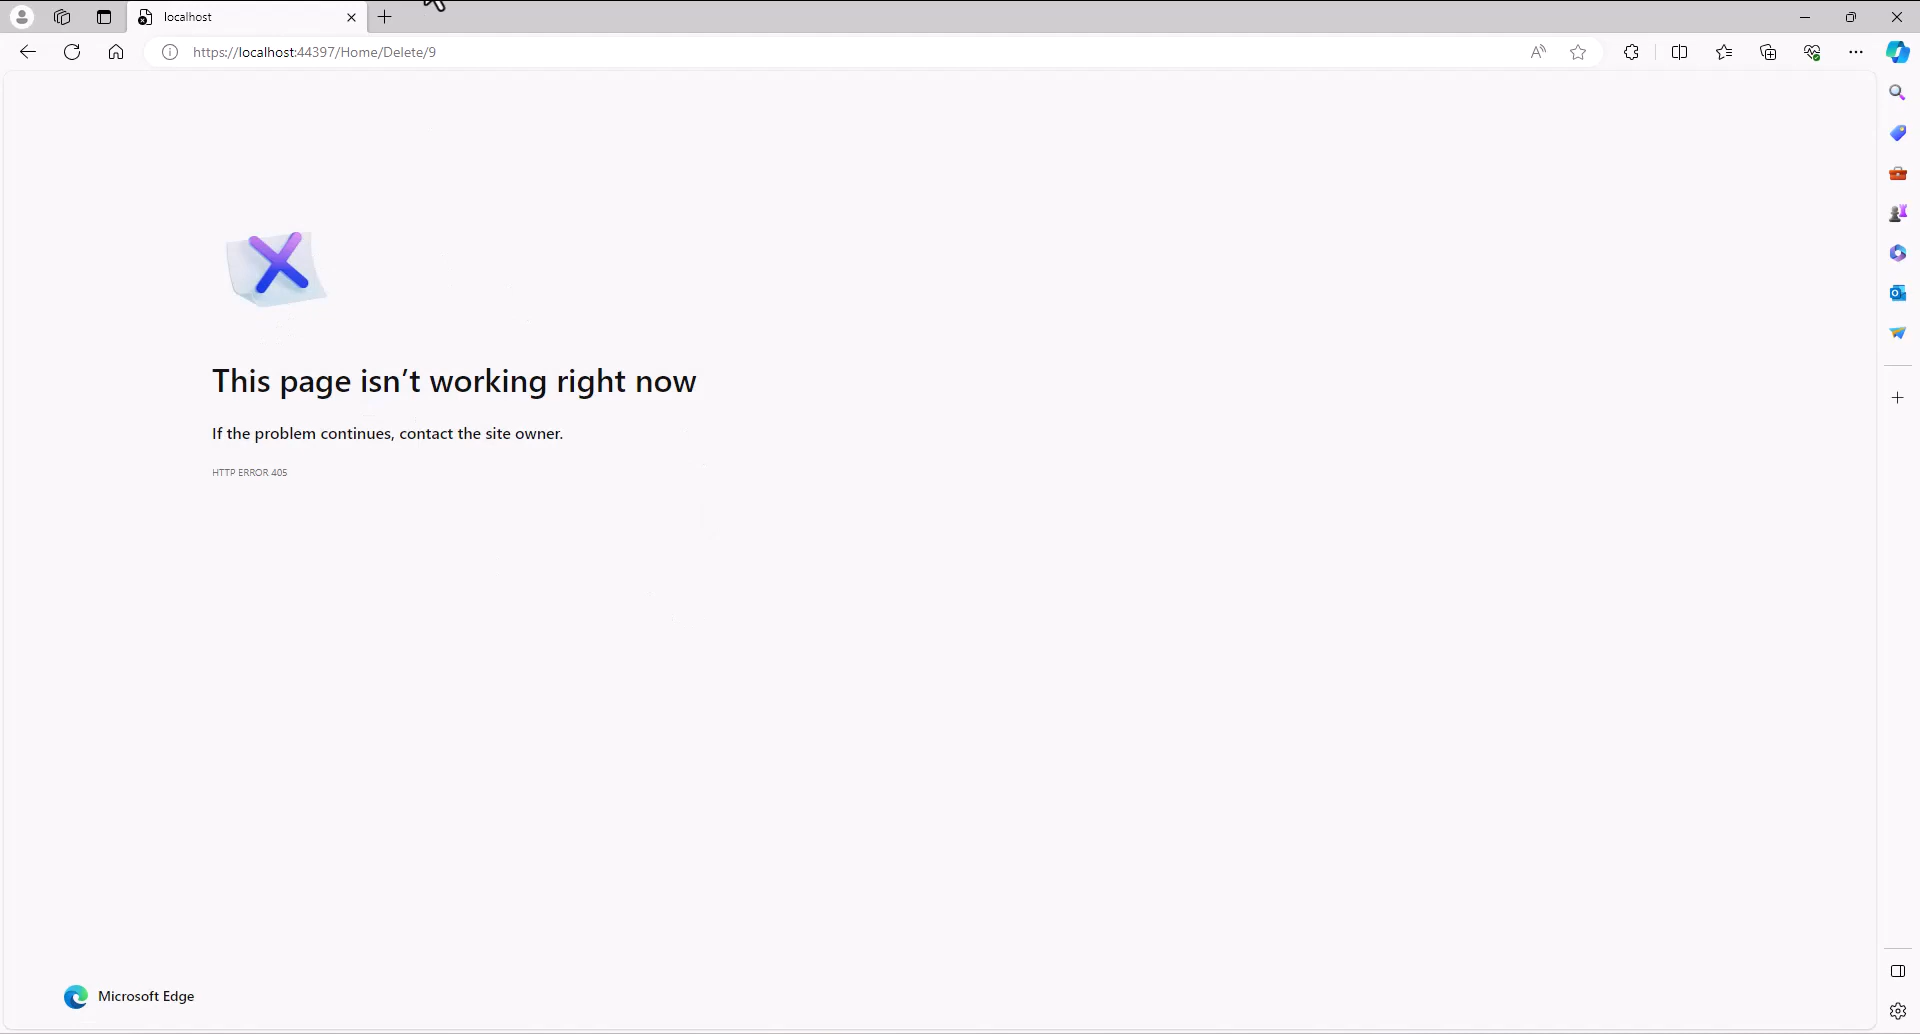 localhost
https://localhost:44397/Home/Delete/9
This page isn’t working right now
If the problem continues, contact the site owner.
HTTP ERROR 405
Microsoft Edge